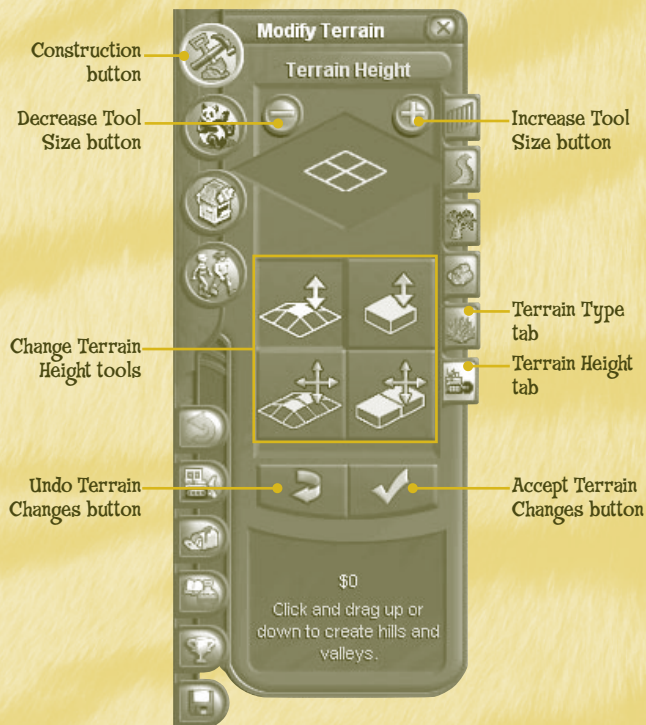 Modify Terrain
Terrain Height
Construction
button
Decrease Tool
Size button
Increase Tool
Size button
Change Terrain
Height tools
Terrain Type
tab
Terrain Height
tab
Undo Terrain
Changes button
Accept Terrain
Changes button
$0
Click and drag up or
down to create hills and
valleys.